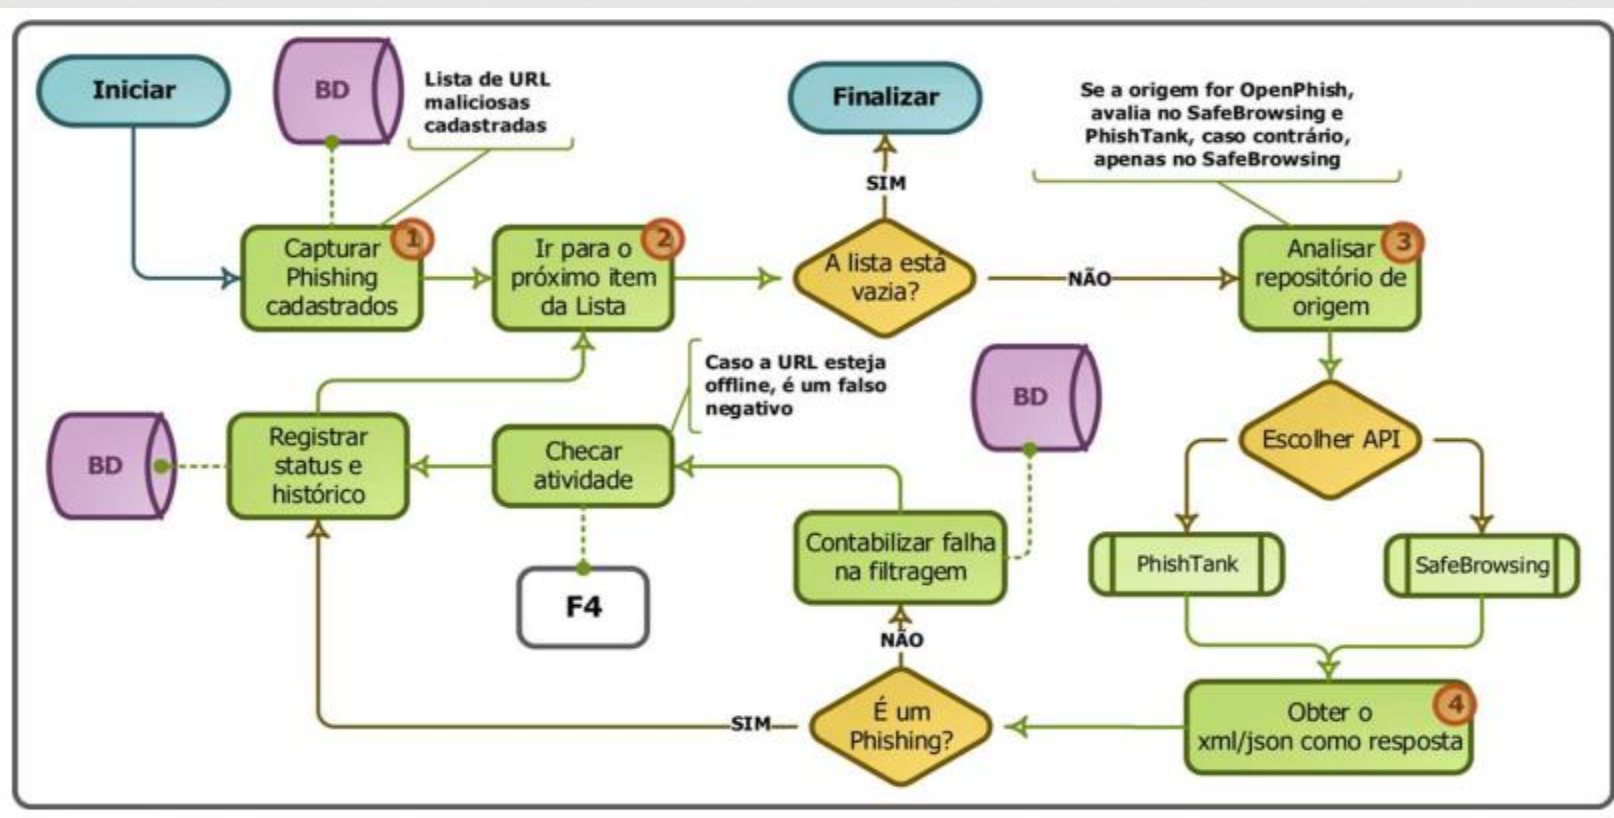 Iniciar
BD
Lista de URL
maliciosas
cadastradas
Finalizar
Se a origem for OpenPhish,
avalia no SafeBrowsing e
PhishTank, caso contrário,
apenas no SafeBrowsing
SIM
Capturar
Phishing
cadastrados
1
Ir para o
próximo item
da Lista
2
A lista está
vazia?
NÃO
Analisar
repositório de
origem
3
Caso a URL esteja
offline, é um falso
negativo
BD
Escolher API
BD
Registrar
status e
histórico
Checar
atividade
Contabilizar falha
na filtragem
PhishTank
SafeBrowsing
F4
NÃO
É um
Phishing?
SIM
Obter o
xml/json como resposta
4